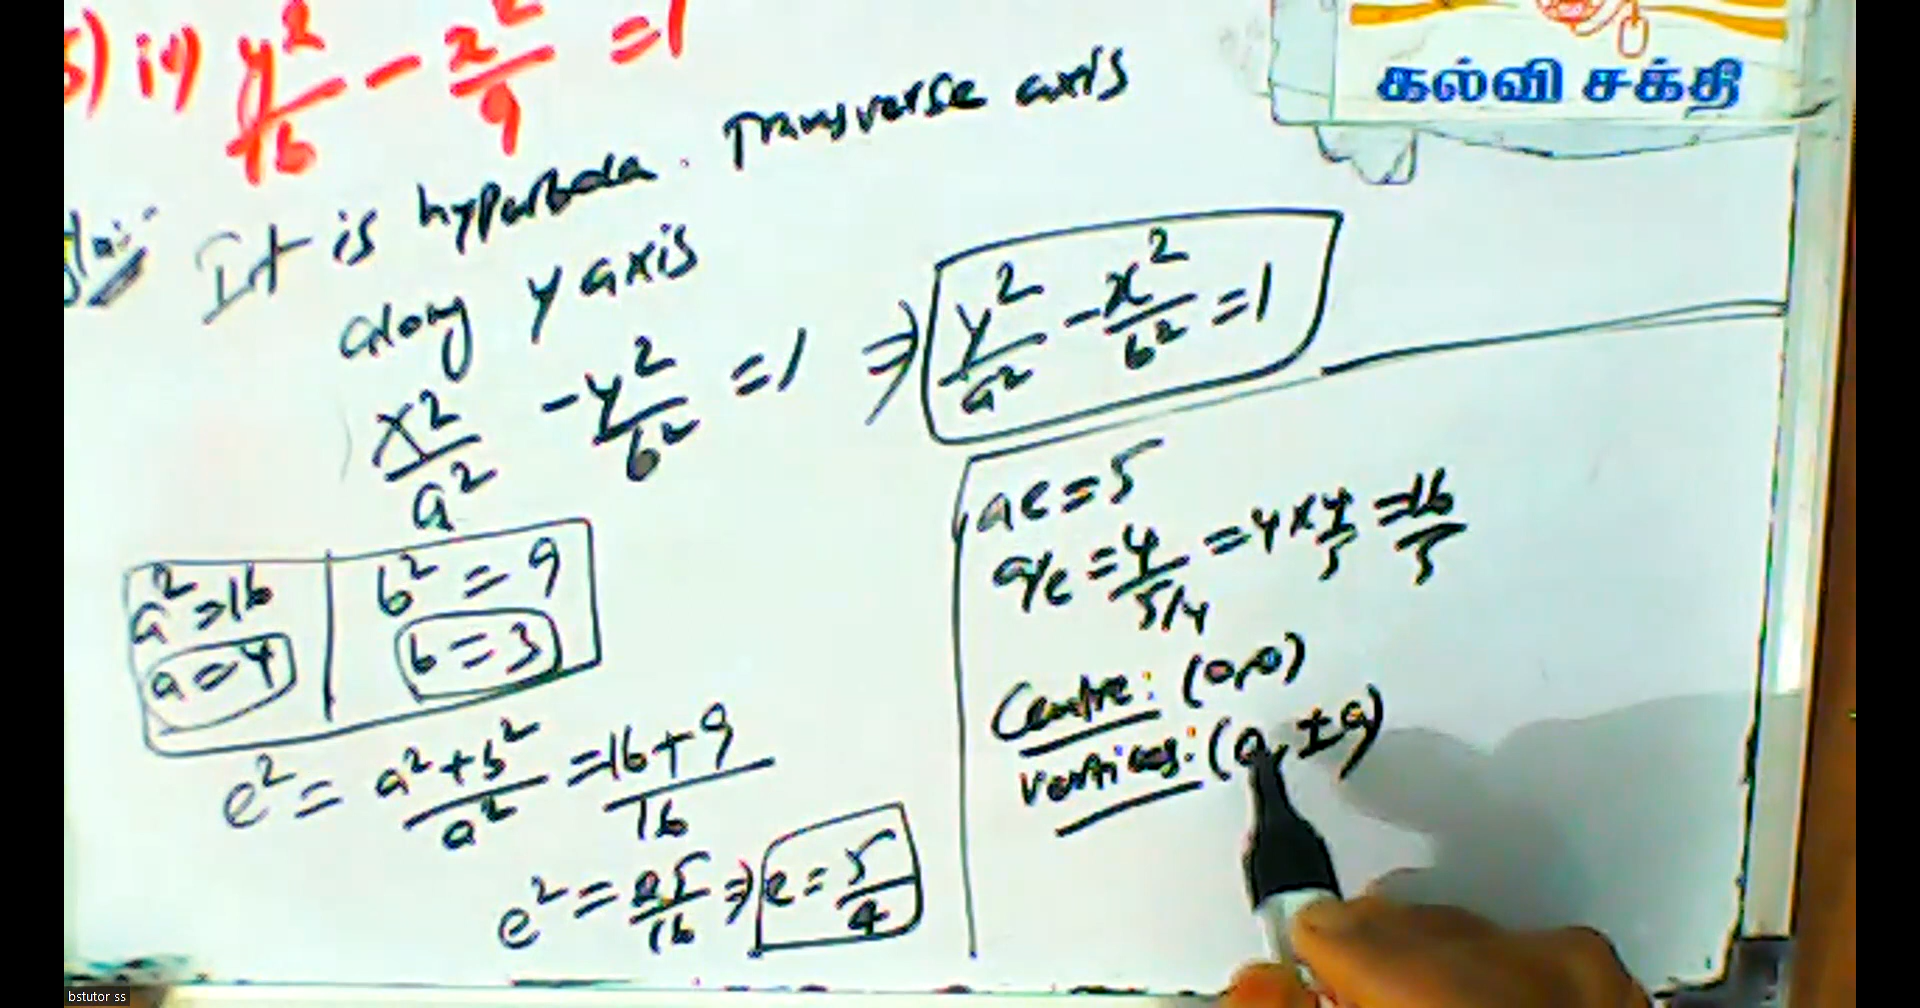 5) iv) y²/16 - x²/9 = 1
கல்வி சக்தி
Soln:- It is hyperbola. Transverse axis
along y axis
x²/a² - y²/b² = 1 ⇒ y²/a² - x²/b² = 1
a² = 16 | b² = 9
a = 4 | b = 3
e² = a² + b²/a² = 16 + 9/16
e² = 25/16 ⇒ e = 5/4
ae = 5
a/e = 4/5/4 = 4 × 4/5 = 16/5
Centre: (0, 0)
vertices: (0, ± a)
bstutor ss